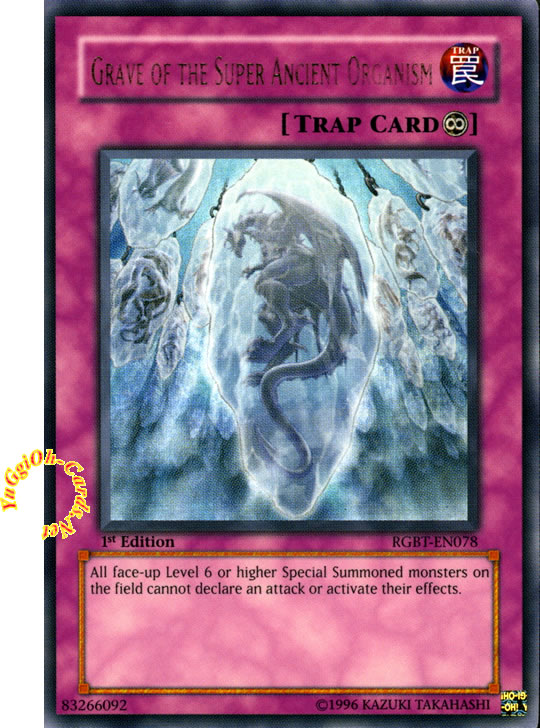 GRAVE OF THE SUPER ANCIENT ORGANISM
TRAP
罠
[TRAP CARD]
YuGgiOh-Cards.Net
1st Edition
RGBT-EN078
All face-up Level 6 or higher Special Summoned monsters on
the field cannot declare an attack or activate their effects.
83266092
©1996 KAZUKI TAKAHASHI